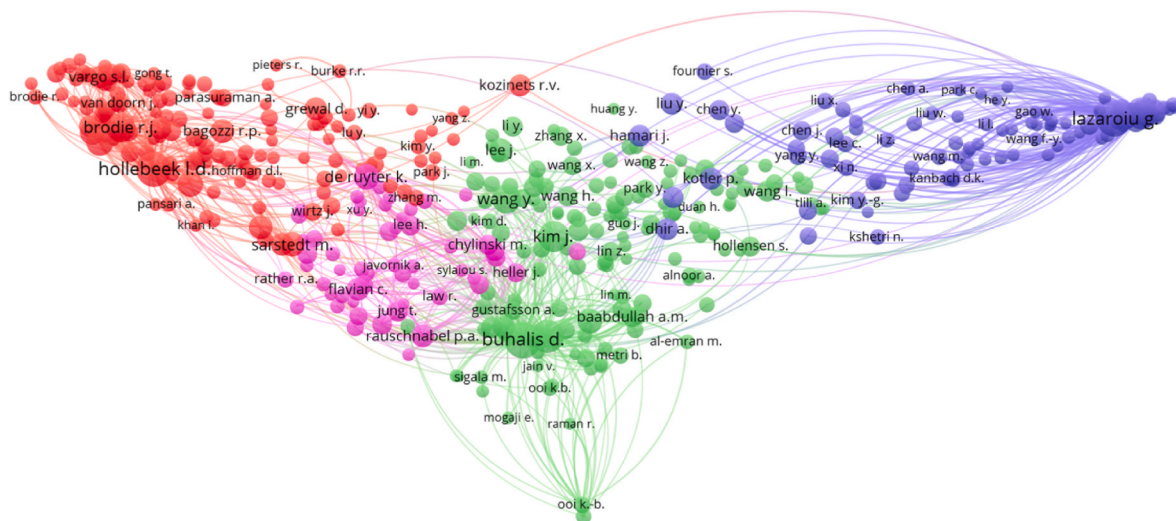 pieters r.
burke r.r.
vargo s.l.
gong t.
brodie r.
van doorn j.
parasuraman a.
kozinets r.v.
fournier s.
chen a.
park c.
he y.
grewal d.
yi y.
huang y.
liu y.
chen y.
liu x.
liu w.
gao w.
lazaroiu g.
brodie r.j.
bagozzi r.p.
lu y.
yang z.
li y.
zhang x.
hamari j.
chen j.
lee c.
li z.
li l.
wang f.-y.
kim y.
lee j.
yang y.
hollebeek l.d.
hoffman d.l.
de ruyter k.
park j.
li m.
wang x.
wang z.
kotler p.
xi n.
wang m.
kanbach d.k.
pansari a.
zhang m.
wang y.
wang h.
park y.
wang l.
tlili a.
kim y.-g.
khan i.
wirtz j.
xu y.
lee h.
kim d.
guo j.
duan h.
dhir a.
sarstedt m.
chylinski m.
kim j.
lin z.
hollensen s.
kshetri n.
rather r.a.
javornik a.
sylaiou s.
heller j.
alnoor a.
flavian c.
law r.
lin m.
jung t.
gustafsson a.
baabdullah a.m.
rauschnabel p.a.
buhalis d.
al-emran m.
metri b.
sigala m.
jain v.
ooi k.b.
mogaji e.
raman r.
ooi k.-b.